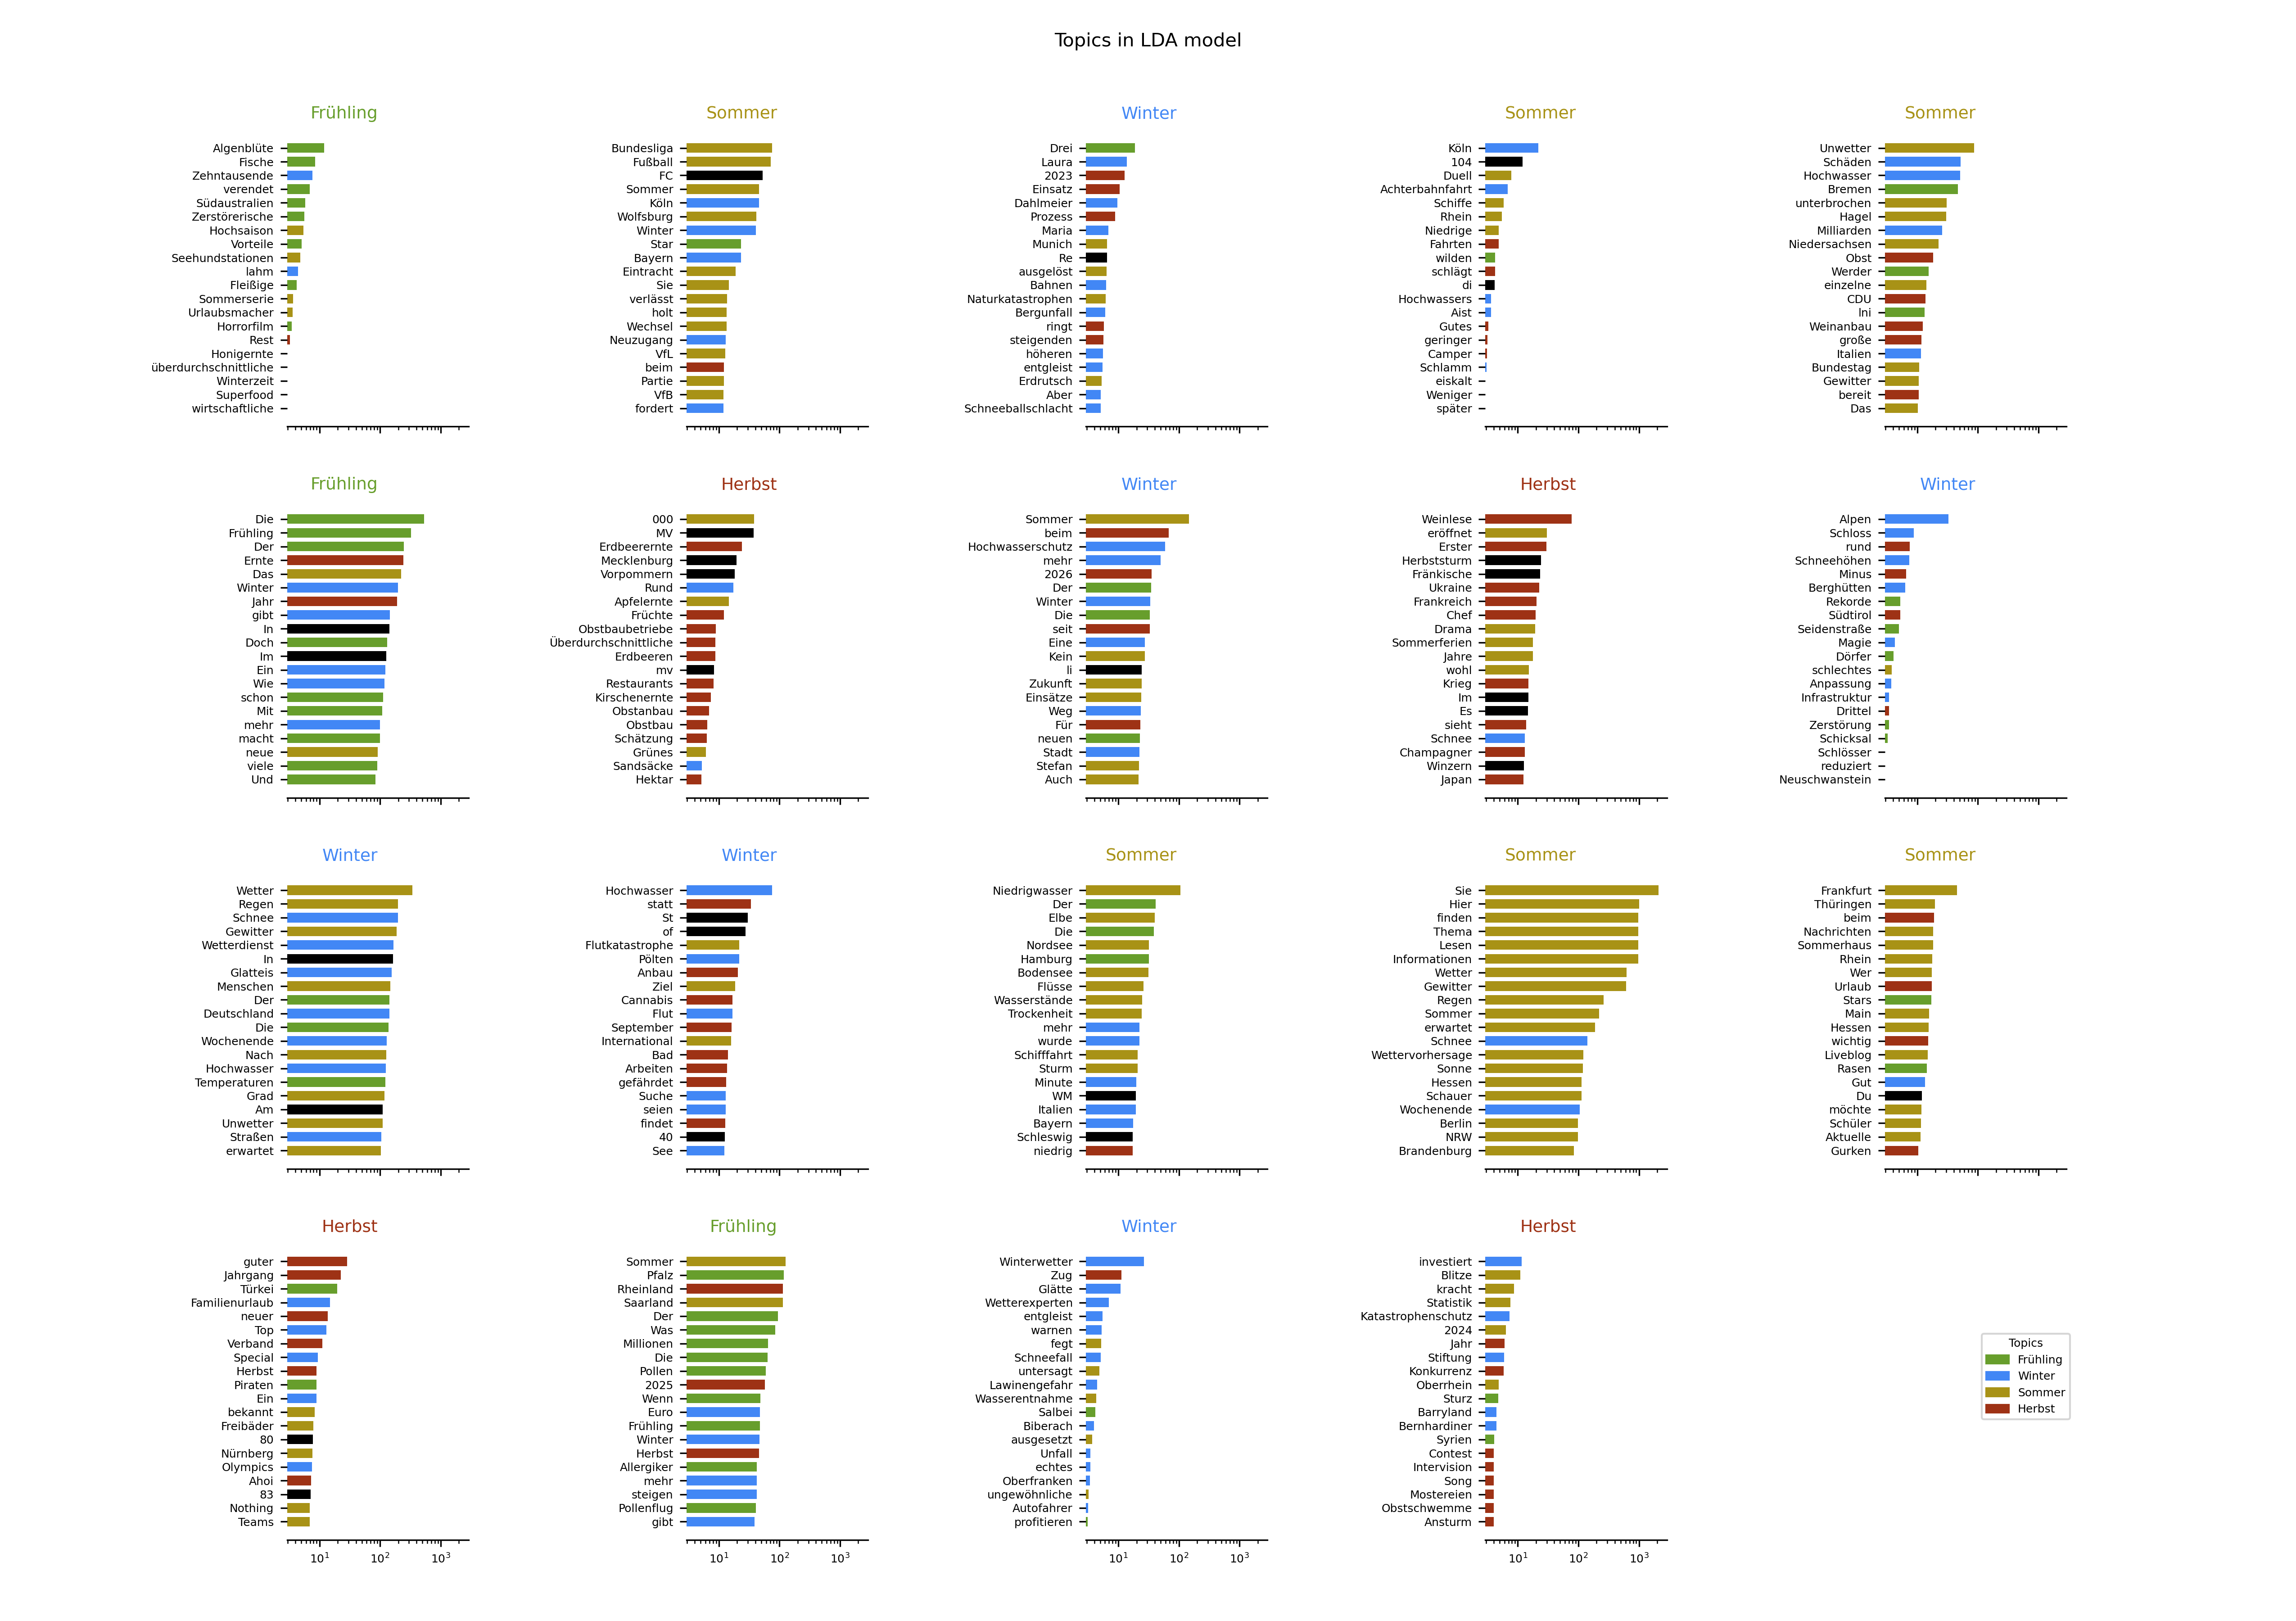 Topics in LDA model
Frühling
Algenblüte
Fische
Zehntausende
verendet
Südaustralien
Zerstörerische
Hochsaison
Vorteile
Seehundstationen
lahm
Fleißige
Sommerserie
Urlaubsmacher
Horrorfilm
Rest
Honigernte
überdurchschnittliche
Winterzeit
Superfood
wirtschaftliche
Sommer
Bundesliga
Fußball
FC
Sommer
Köln
Wolfsburg
Winter
Star
Bayern
Eintracht
Sie
verlässt
holt
Wechsel
Neuzugang
VfL
beim
Partie
VfB
fordert
Winter
Drei
Laura
2023
Einsatz
Dahlmeier
Prozess
Maria
Munich
Re
ausgelöst
Bahnen
Naturkatastrophen
Bergunfall
ringt
steigenden
höheren
entgleist
Erdrutsch
Aber
Schneeballschlacht
Sommer
Köln
104
Duell
Achterbahnfahrt
Schiffe
Rhein
Niedrige
Fahrten
wilden
schlägt
di
Hochwassers
Aist
Gutes
geringer
Camper
Schlamm
eiskalt
Weniger
später
Sommer
Unwetter
Schäden
Hochwasser
Bremen
unterbrochen
Hagel
Milliarden
Niedersachsen
Obst
Werder
einzelne
CDU
Ini
Weinanbau
große
Italien
Bundestag
Gewitter
bereit
Das
Frühling
Die
Frühling
Der
Ernte
Das
Winter
Jahr
gibt
In
Doch
Im
Ein
Wie
schon
Mit
mehr
macht
neue
viele
Und
Herbst
000
MV
Erdbeerernte
Mecklenburg
Vorpommern
Rund
Apfelernte
Früchte
Obstbaubetriebe
Überdurchschnittliche
Erdbeeren
mv
Restaurants
Kirschenernte
Obstanbau
Obstbau
Schätzung
Grünes
Sandsäcke
Hektar
Winter
Sommer
beim
Hochwasserschutz
mehr
2026
Der
Winter
Die
seit
Eine
Kein
li
Zukunft
Einsätze
Weg
Für
neuen
Stadt
Stefan
Auch
Herbst
Weinlese
eröffnet
Erster
Herbststurm
Fränkische
Ukraine
Frankreich
Chef
Drama
Sommerferien
Jahre
wohl
Krieg
Im
Es
sieht
Schnee
Champagner
Winzern
Japan
Winter
Alpen
Schloss
rund
Schneehöhen
Minus
Berghütten
Rekorde
Südtirol
Seidenstraße
Magie
Dörfer
schlechtes
Anpassung
Infrastruktur
Drittel
Zerstörung
Schicksal
Schlösser
reduziert
Neuschwanstein
Winter
Wetter
Regen
Schnee
Gewitter
Wetterdienst
In
Glatteis
Menschen
Der
Deutschland
Die
Wochenende
Nach
Hochwasser
Temperaturen
Grad
Am
Unwetter
Straßen
erwartet
Winter
Hochwasser
statt
St
of
Flutkatastrophe
Pölten
Anbau
Ziel
Cannabis
Flut
September
International
Bad
Arbeiten
gefährdet
Suche
seien
findet
40
See
Sommer
Niedrigwasser
Der
Elbe
Die
Nordsee
Hamburg
Bodensee
Flüsse
Wasserstände
Trockenheit
mehr
wurde
Schifffahrt
Sturm
Minute
WM
Italien
Bayern
Schleswig
niedrig
Sommer
Sie
Hier
finden
Thema
Lesen
Informationen
Wetter
Gewitter
Regen
Sommer
erwartet
Schnee
Wettervorhersage
Sonne
Hessen
Schauer
Wochenende
Berlin
NRW
Brandenburg
Sommer
Frankfurt
Thüringen
beim
Nachrichten
Sommerhaus
Rhein
Wer
Urlaub
Stars
Main
Hessen
wichtig
Liveblog
Rasen
Gut
Du
möchte
Schüler
Aktuelle
Gurken
Herbst
guter
Jahrgang
Türkei
Familienurlaub
neuer
Top
Verband
Special
Herbst
Piraten
Ein
bekannt
Freibäder
80
Nürnberg
Olympics
Ahoi
83
Nothing
Teams
10¹ 10² 10³
Frühling
Sommer
Pfalz
Rheinland
Saarland
Der
Was
Millionen
Die
Pollen
2025
Wenn
Euro
Frühling
Winter
Herbst
Allergiker
mehr
steigen
Pollenflug
gibt
10¹ 10² 10³
Winter
Winterwetter
Zug
Glätte
Wetterexperten
entgleist
warnen
fegt
Schneefall
untersagt
Lawinengefahr
Wasserentnahme
Salbei
Biberach
ausgesetzt
Unfall
echtes
Oberfranken
ungewöhnliche
Autofahrer
profitieren
10¹ 10² 10³
Herbst
investiert
Blitze
kracht
Statistik
Katastrophenschutz
2024
Jahr
Stiftung
Konkurrenz
Oberrhein
Sturz
Barryland
Bernhardiner
Syrien
Contest
Intervision
Song
Mostereien
Obstschwemme
Ansturm
10¹ 10² 10³
Topics
Frühling
Winter
Sommer
Herbst